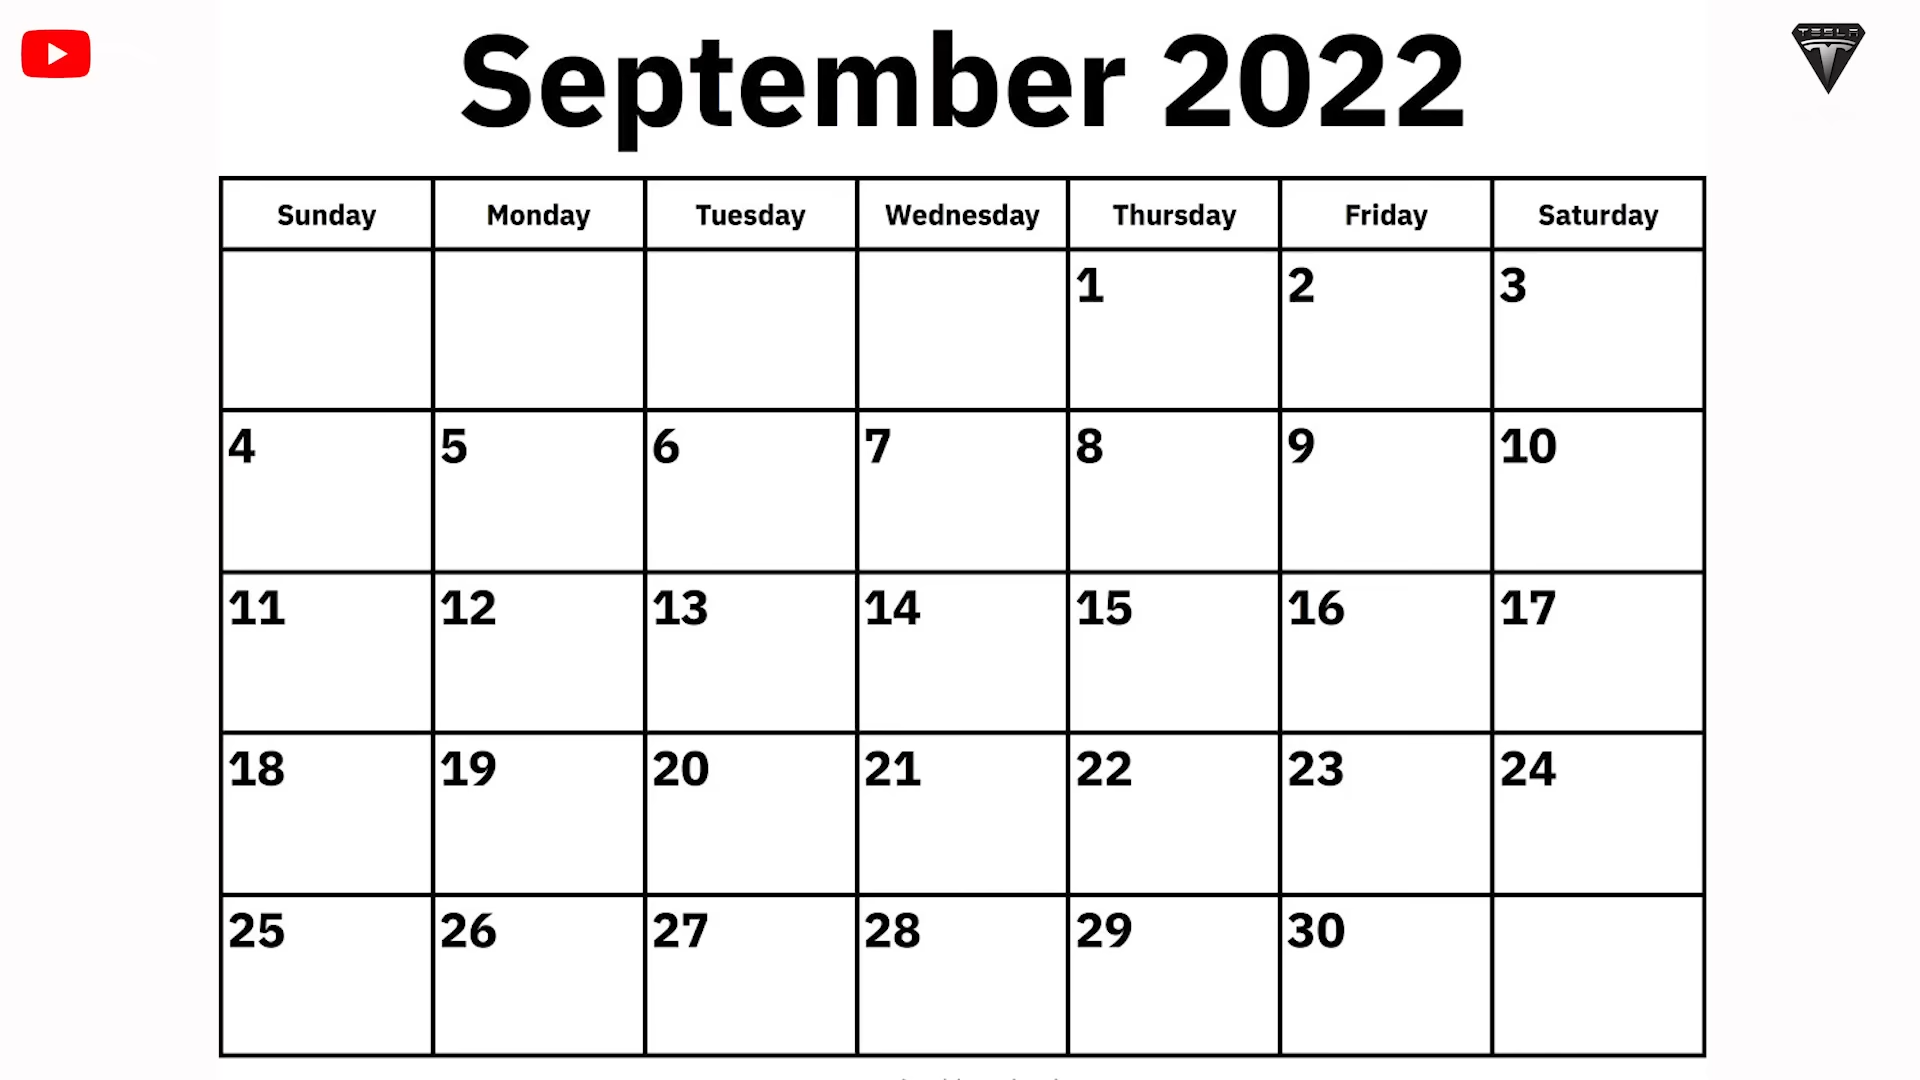 September 2022
TESLA
Sunday Monday Tuesday Wednesday Thursday Friday Saturday
1 2 3
4 5 6 7 8 9 10
11 12 13 14 15 16 17
18 19 20 21 22 23 24
25 26 27 28 29 30